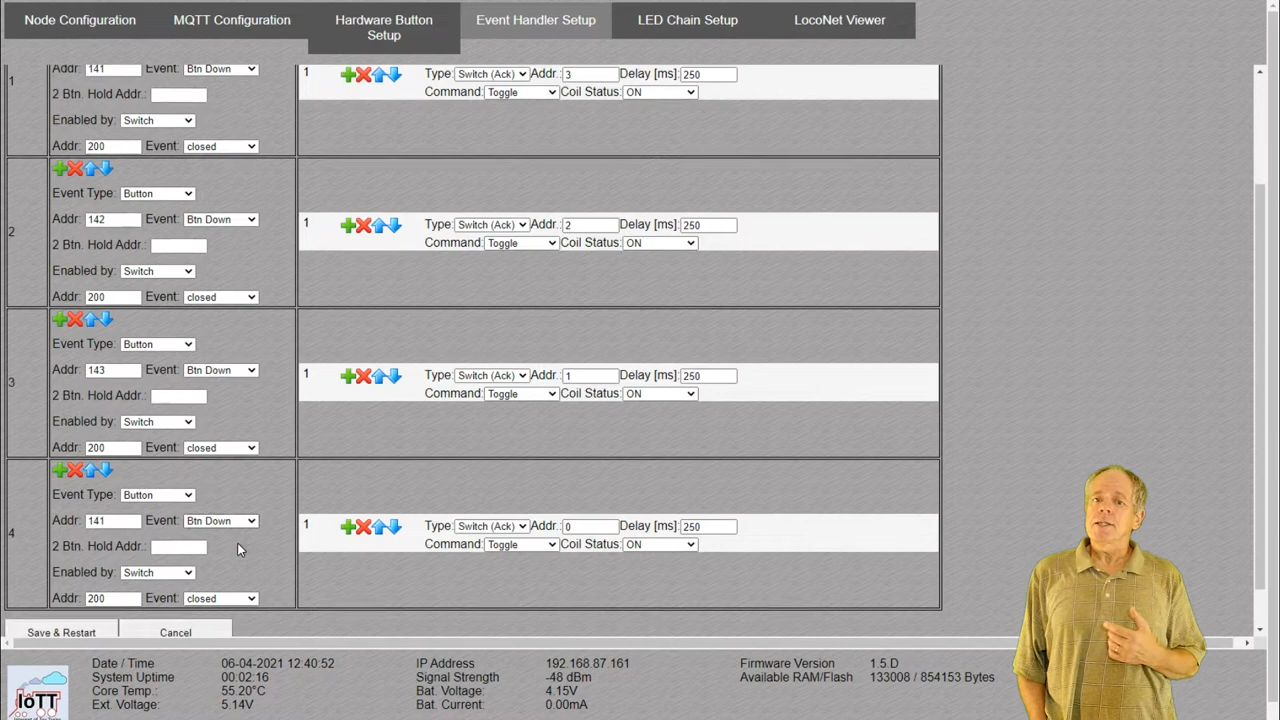 Node Configuration MQTT Configuration Hardware Button Event Handler Setup LED Chain Setup LocoNet Viewer
Setup
1 Addr: 141 Event: Btn Down 1 Type: Switch (Ack) Addr: 3 Delay [ms]: 250
2 Btn. Hold Addr.: Command: Toggle Coil Status: ON
Enabled by: Switch
Addr: 200 Event: closed
2 Event Type: Button
Addr: 142 Event: Btn Down 1 Type: Switch (Ack) Addr.: 2 Delay [ms]: 250
2 Btn. Hold Addr.: Command: Toggle Coil Status: ON
Enabled by: Switch
Addr: 200 Event: closed
3 Event Type: Button
Addr: 143 Event: Btn Down 1 Type: Switch (Ack) Addr.: 1 Delay [ms]: 250
2 Btn. Hold Addr.: Command: Toggle Coil Status: ON
Enabled by: Switch
Addr: 200 Event: closed
4 Event Type: Button
Addr: 141 Event: Btn Down 1 Type: Switch (Ack) Addr.: 0 Delay [ms]: 250
2 Btn. Hold Addr.: Command: Toggle Coil Status: ON
Enabled by: Switch
Addr: 200 Event: closed
Save & Restart Cancel
Date / Time 06-04-2021 12:40:52 IP Address 192.168.87.161 Firmware Version 1.5 D
System Uptime 00:02:16 Signal Strength -48 dBm Available RAM/Flash 133008 / 854153 Bytes
Core Temp.: 55.20°C Bat. Voltage: 4.15V
Ext. Voltage: 5.14V Bat. Current: 0.00mA
IoTT